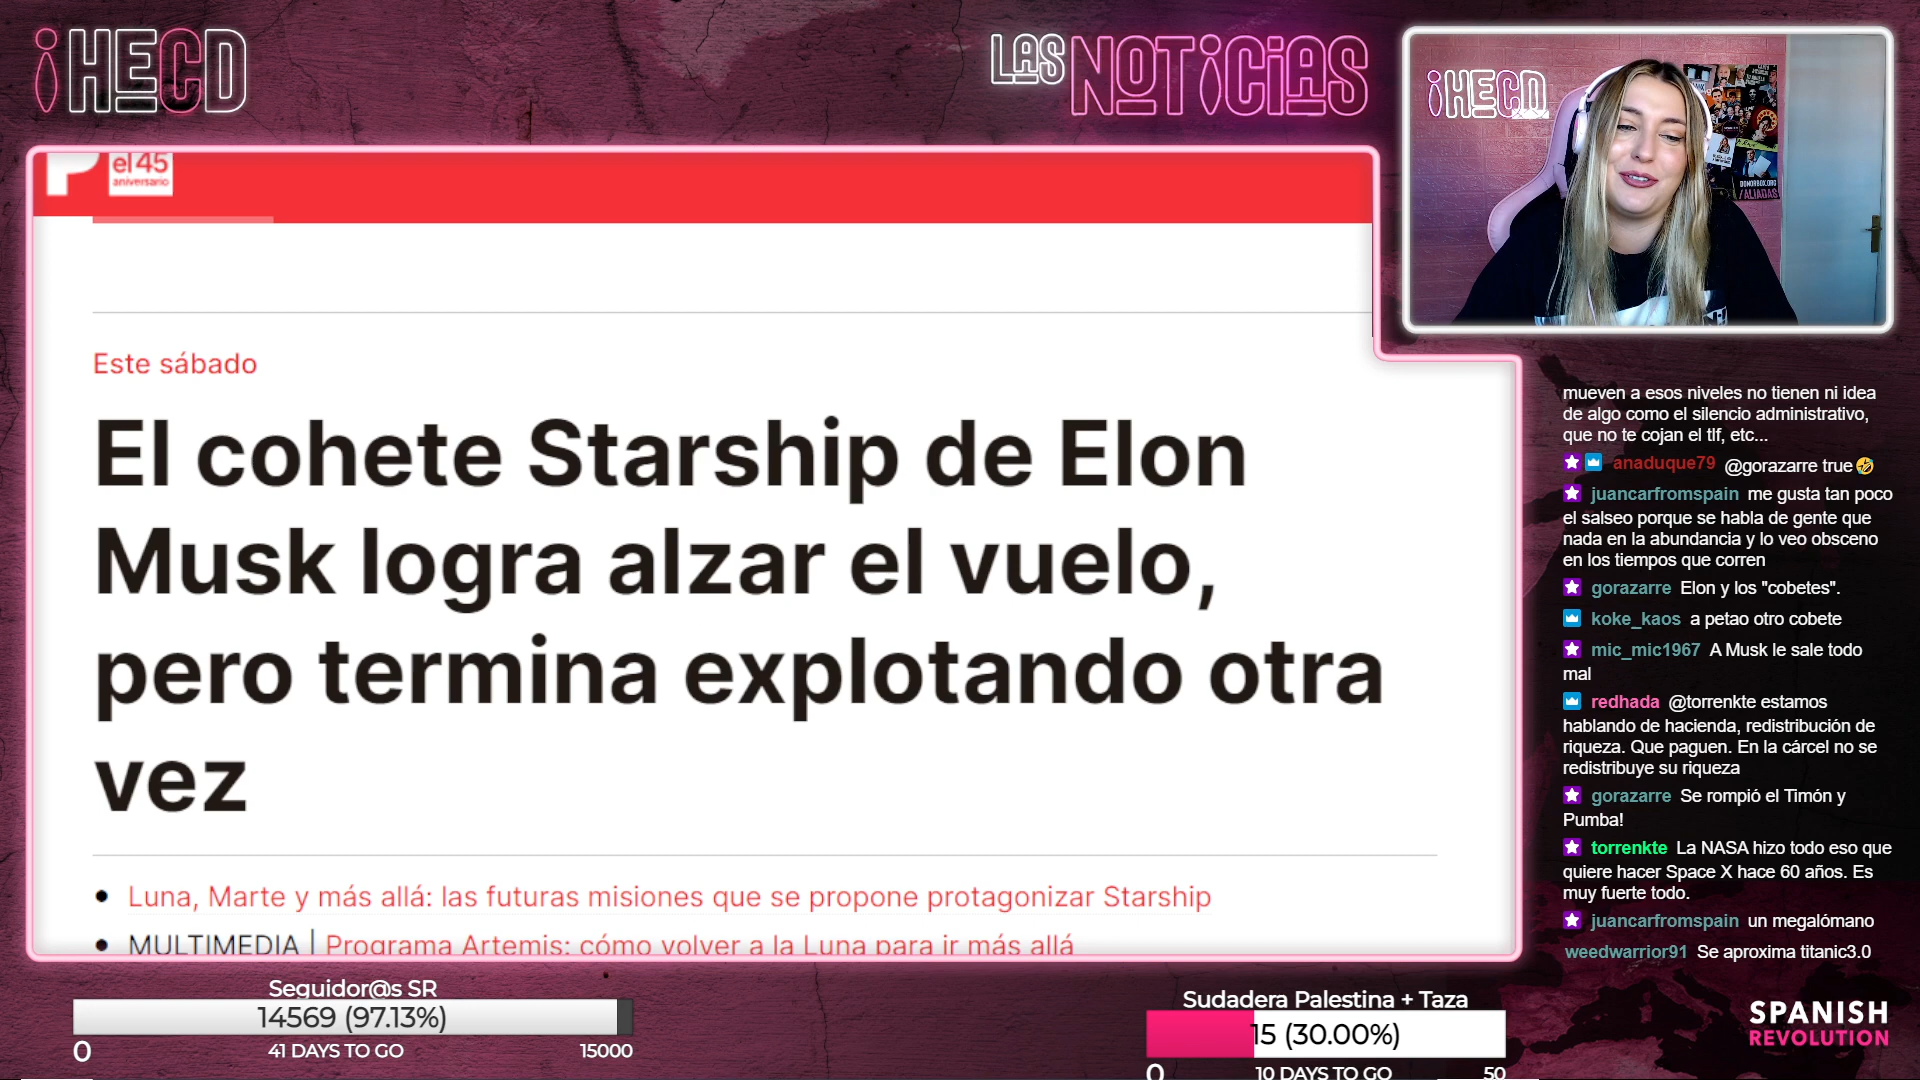 ¡HECD
LAS NOTICIAS
¡HECD
DONORBOX.ORG
/ALIADAS
el 45
aniversario
Este sábado
El cohete Starship de Elon
Musk logra alzar el vuelo,
pero termina explotando otra
vez
Luna, Marte y más allá: las futuras misiones que se propone protagonizar Starship
MULTIMEDIA | Programa Artemis: cómo volver a la Luna para ir más allá
mueven a esos niveles no tienen ni idea
de algo como el silencio administrativo,
que no te cojan el tlf, etc...
anaduque79 @gorazarre true🤣
juancarfromspain me gusta tan poco
el salseo porque se habla de gente que
nada en la abundancia y lo veo obsceno
en los tiempos que corren
gorazarre Elon y los "cobetes".
koke_kaos a petao otro cobete
mic_mic1967 A Musk le sale todo
mal
redhada @torrenkte estamos
hablando de hacienda, redistribución de
riqueza. Que paguen. En la cárcel no se
redistribuye su riqueza
gorazarre Se rompió el Timón y
Pumba!
torrenkte La NASA hizo todo eso que
quiere hacer Space X hace 60 años. Es
muy fuerte todo.
juancarfromspain un megalómano
weedwarrior91 Se aproxima titanic3.0
Seguidor@s SR
14569 (97.13%)
0 41 DAYS TO GO 15000
Sudadera Palestina + Taza
15 (30.00%)
0 10 DAYS TO GO 50
SPANISH
REVOLUTION